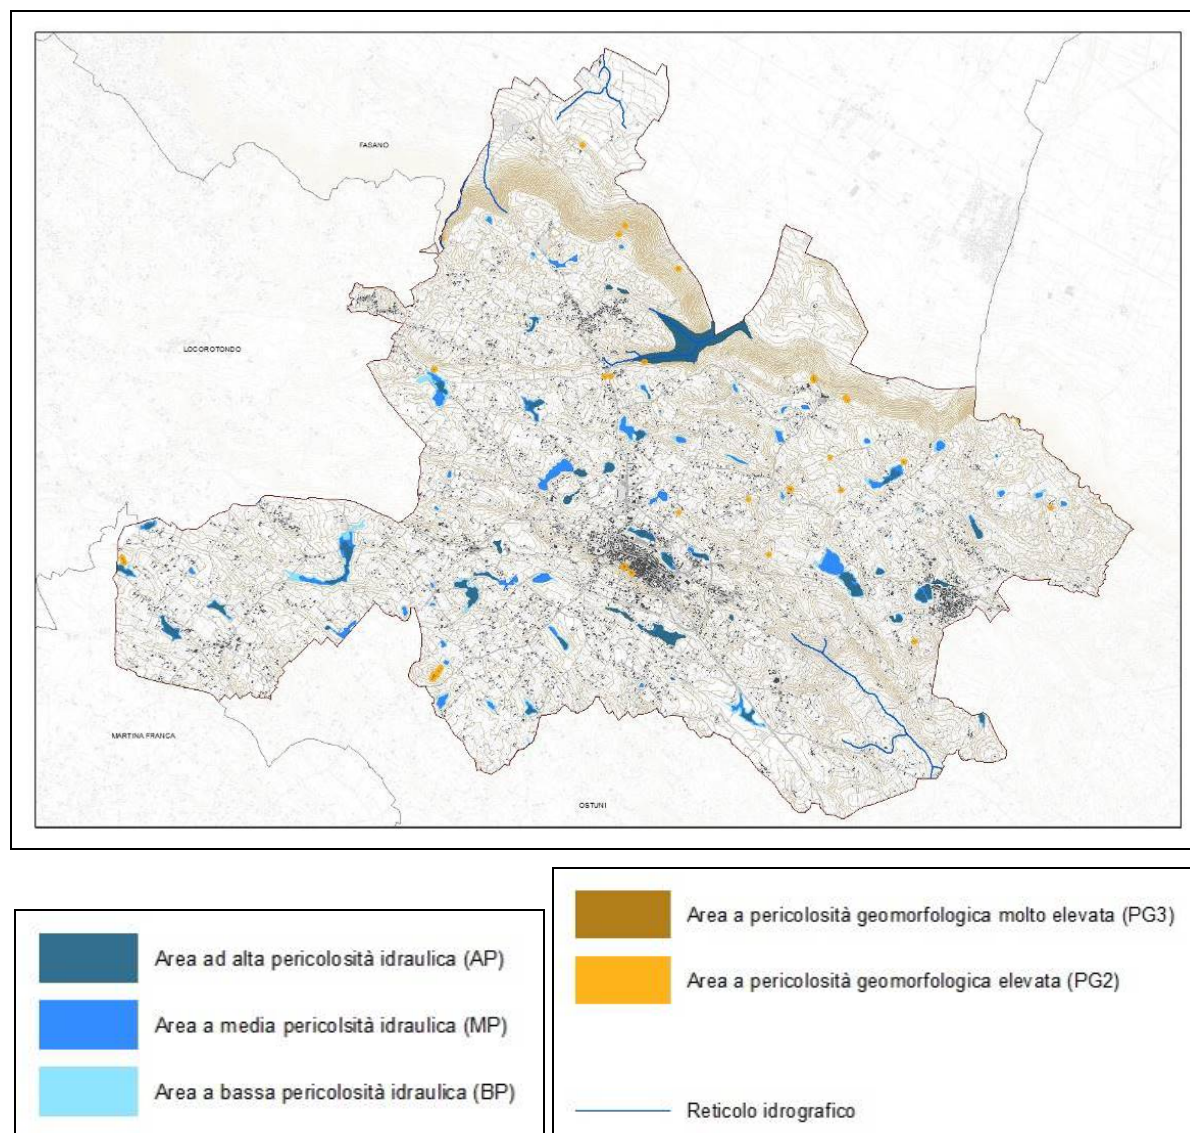 FASANO
LOCOROTONDO
MARTINA FRANCA
OSTUNI
Area ad alta pericolosità idraulica (AP)
Area a media pericolsità idraulica (MP)
Area a bassa pericolosità idraulica (BP)
Area a pericolosità geomorfologica molto elevata (PG3)
Area a pericolosità geomorfologica elevata (PG2)
Reticolo idrografico